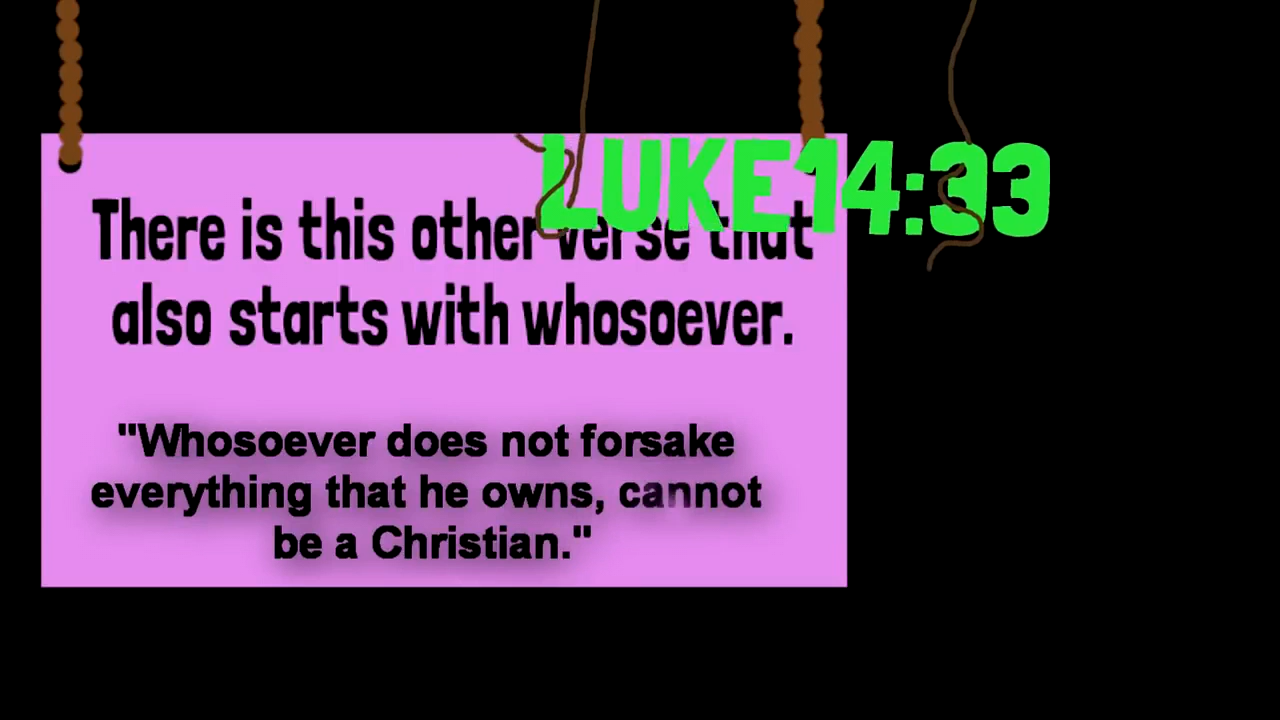 LUKE14:33
There is this other verse that
also starts with whosoever.
"Whosoever does not forsake
everything that he owns, cannot
be a Christian."